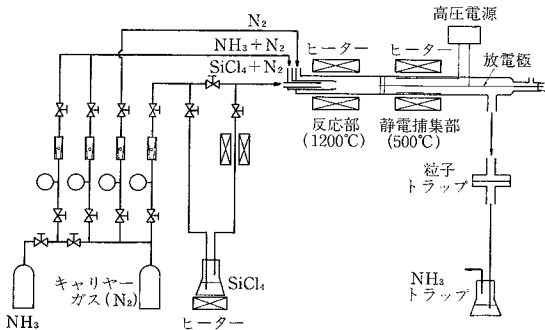 N₂
NH₃+N₂
SiCl₄+N₂
ヒーター
ヒーター
高圧電源
放電極
反応部
(1200℃)
静電捕集部
(500℃)
粒子
トラップ
NH₃
トラップ
NH₃
キャリヤー
ガス(N₂)
SiCl₄
ヒーター